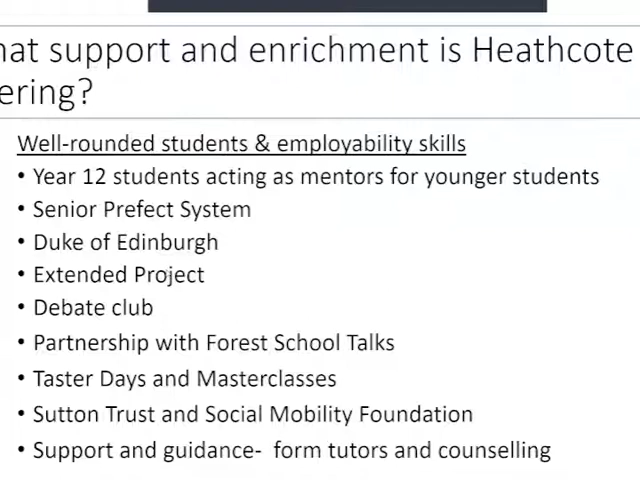 hat support and enrichment is Heathcote
ering?
Well-rounded students & employability skills
• Year 12 students acting as mentors for younger students
• Senior Prefect System
• Duke of Edinburgh
• Extended Project
• Debate club
• Partnership with Forest School Talks
• Taster Days and Masterclasses
• Sutton Trust and Social Mobility Foundation
• Support and guidance-  form tutors and counselling